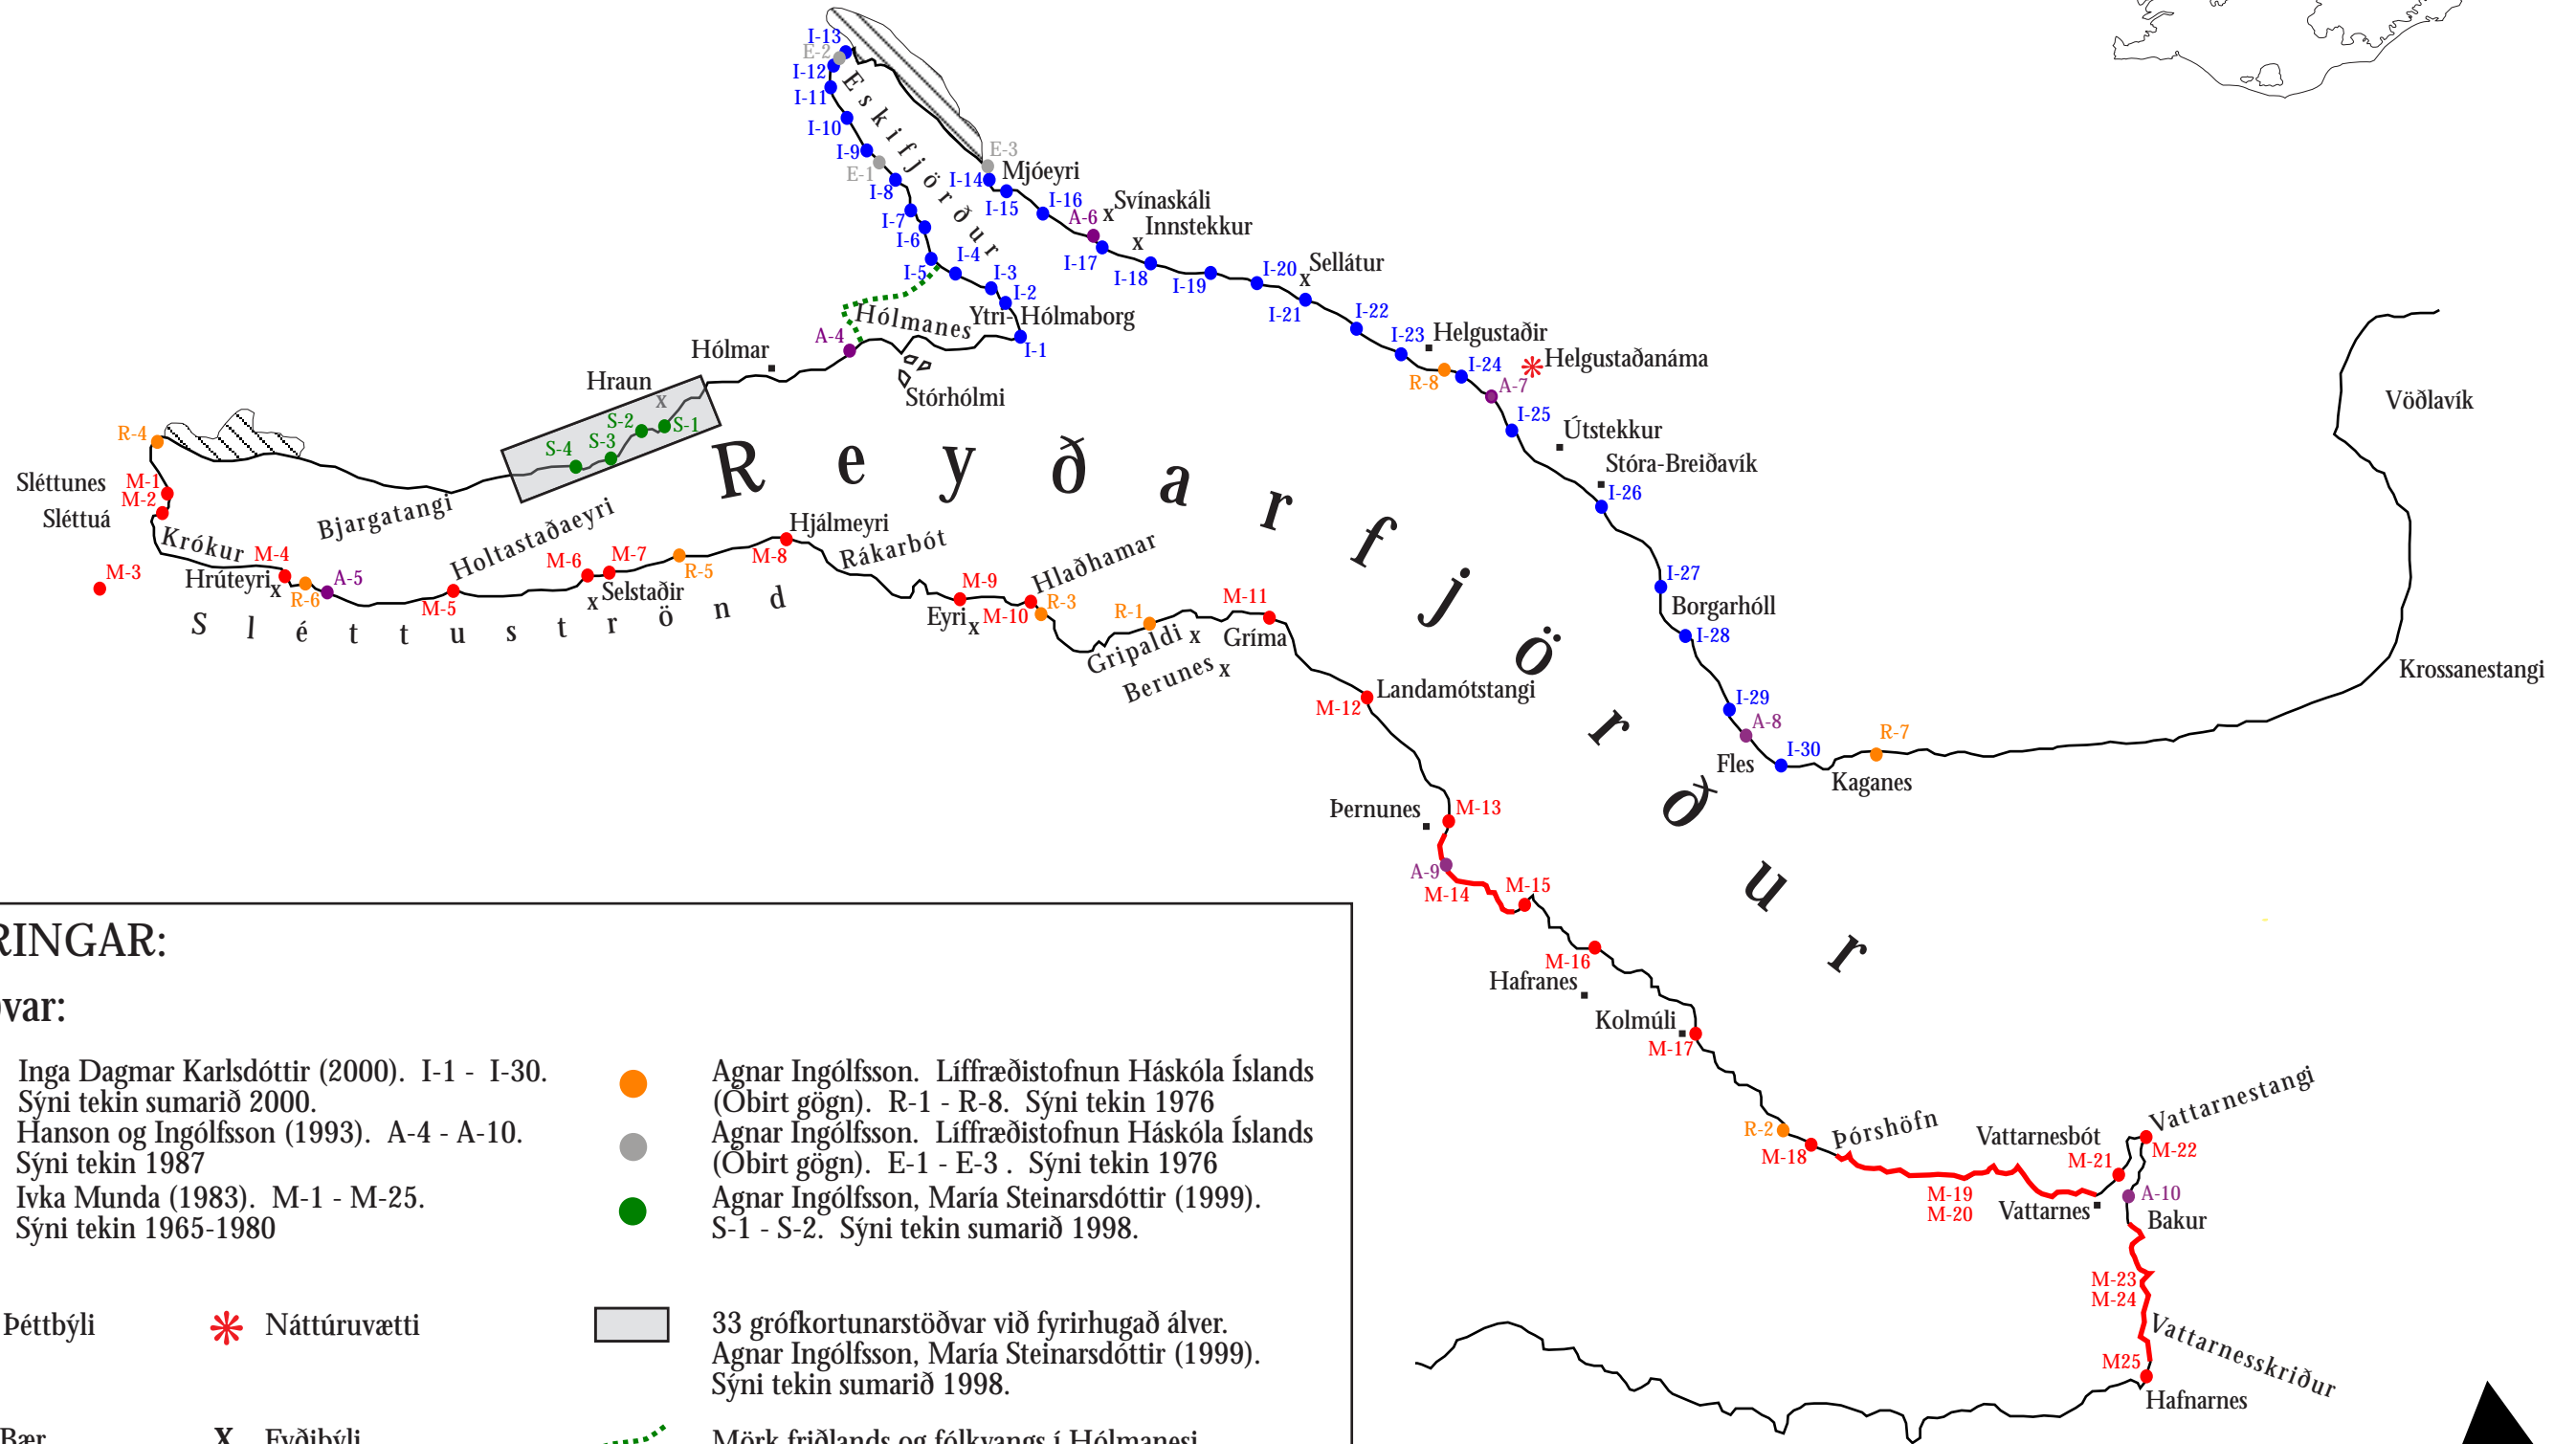 I-13
E-2
I-12
I-11
I-10
I-9
E-1
I-8
I-7
I-6
I-5
I-4
I-3
I-2
I-1
Eskifjörður
E-3
Mjóeyri
I-14
I-15
I-16
A-6
x
Svínaskáli
Innstekkur
x
I-17
I-18
I-19
I-20
Sellátur
x
I-21
I-22
I-23
Helgustaðir
R-8
I-24
Helgustaðanáma
A-7
I-25
Útstekkur
Stóra-Breiðavík
I-26
I-27
Borgarhóll
I-28
I-29
A-8
Fles
I-30
R-7
Kaganes
Krossanestangi
Vöðlavík
Hólmanes
Ytri-Hólmaborg
A-4
Hólmar
Stórhólmi
Hraun
x
S-2
S-1
S-4
S-3
Reyðarfjörður
R-4
Sléttunes
M-1
M-2
Sléttuá
Krókur
M-3
M-4
Hrúteyri
x
R-6
A-5
Bjargatangi
Holtastaðaeyri
M-5
M-6
M-7
x
Selstaðir
R-5
Hjálmeyri
M-8
Rákarbót
Sléttuströnd
M-9
Eyri
x
M-10
Hlaðhamar
R-3
R-1
Gripaldi
x
Berunes
x
M-11
Gríma
Landamótstangi
M-12
Þernunes
M-13
A-9
M-14
M-15
M-16
Hafranes
Kolmúli
M-17
R-2
M-18
Þórshöfn
Vattarnesbót
Vattarnestangi
M-21
M-22
M-19
M-20
Vattarnes
A-10
Bakur
M-23
M-24
Vattarnesskriður
M25
Hafnarnes
RINGAR:
var:
Inga Dagmar Karlsdóttir (2000). I-1 - I-30.
Sýni tekin sumarið 2000.
Hanson og Ingólfsson (1993). A-4 - A-10.
Sýni tekin 1987
Ivka Munda (1983). M-1 - M-25.
Sýni tekin 1965-1980
Agnar Ingólfsson. Líffræðistofnun Háskóla Íslands
(Óbirt gögn). R-1 - R-8. Sýni tekin 1976
Agnar Ingólfsson. Líffræðistofnun Háskóla Íslands
(Óbirt gögn). E-1 - E-3 . Sýni tekin 1976
Agnar Ingólfsson, María Steinarsdóttir (1999).
S-1 - S-2. Sýni tekin sumarið 1998.
Þéttbýli
Náttúruvætti
33 grófkortunarstöðvar við fyrirhugað álver.
Agnar Ingólfsson, María Steinarsdóttir (1999).
Sýni tekin sumarið 1998.
Bær
X Eyðibýli
Mörk friðlands og fólkvangs í Hólmanesi